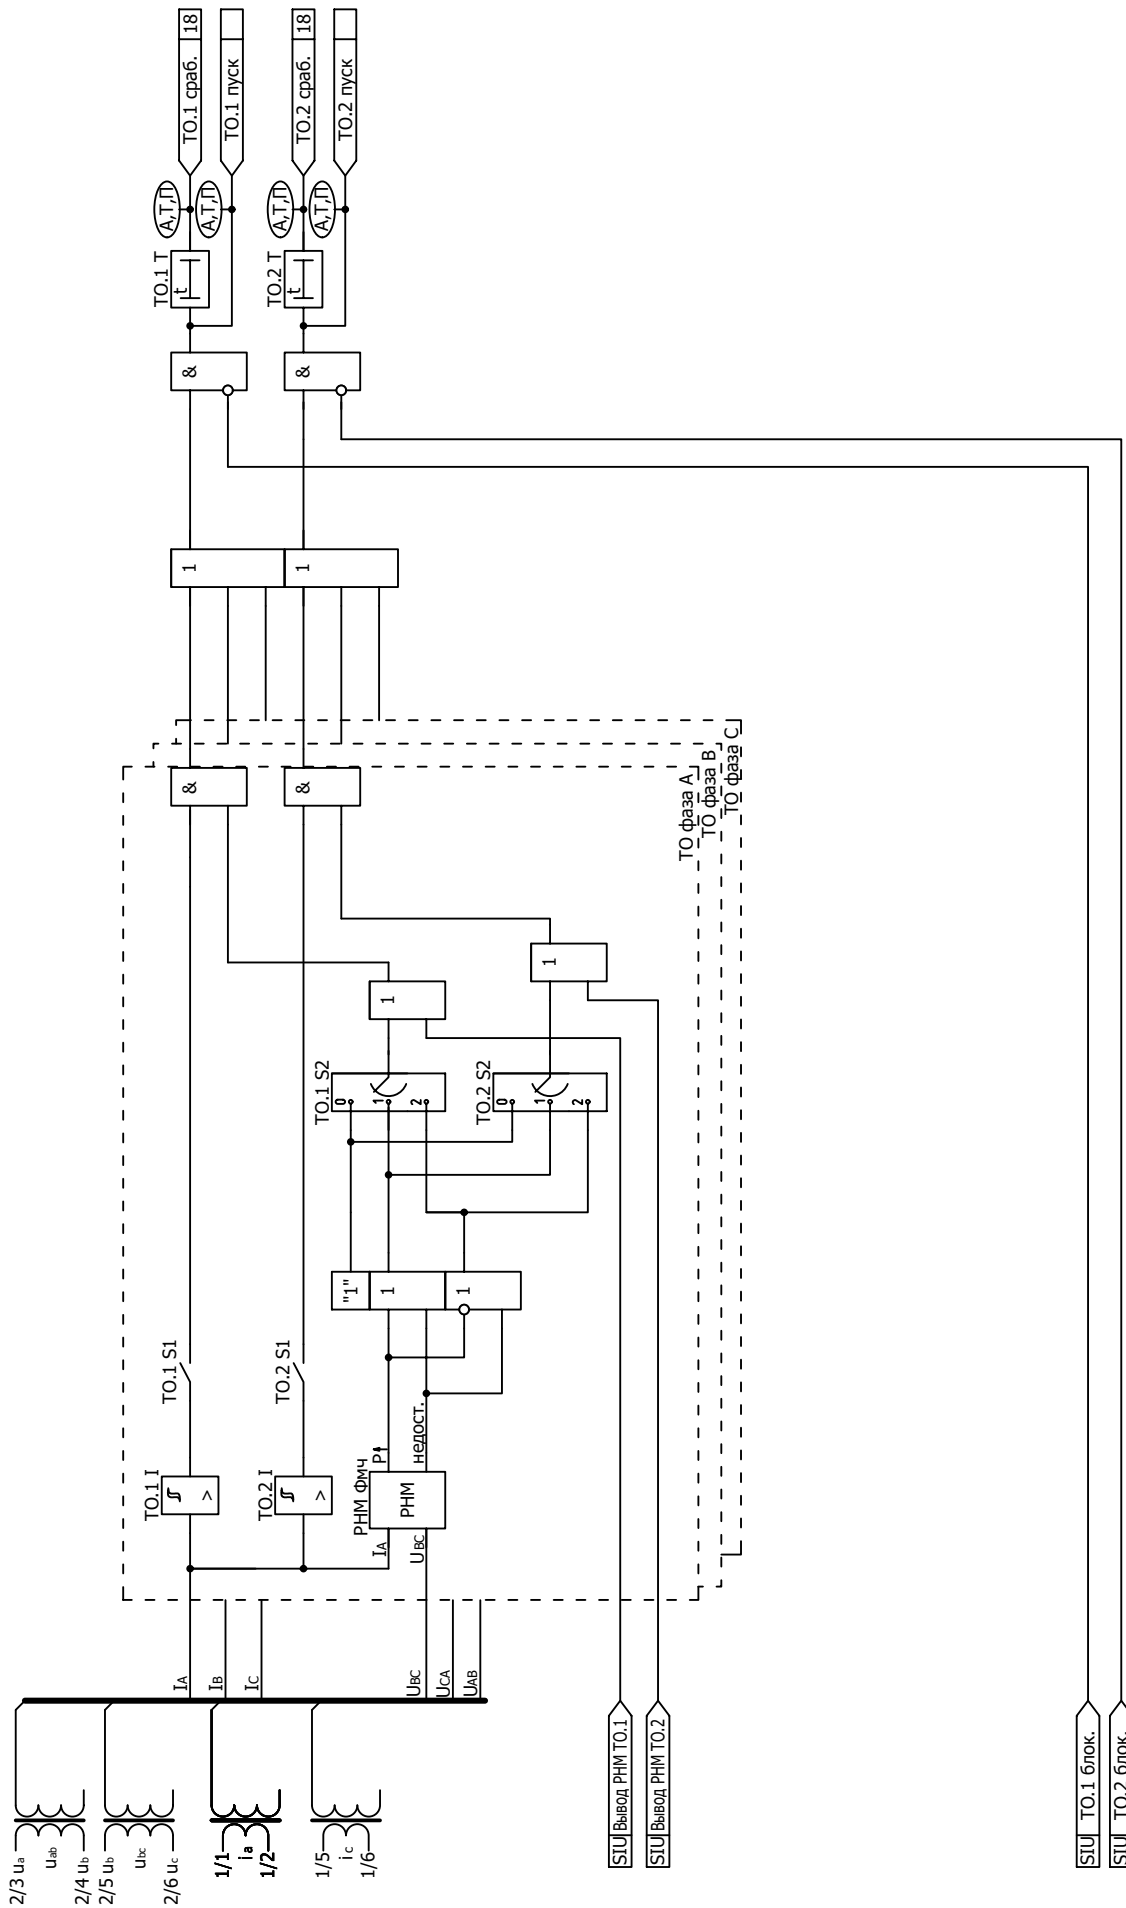 2/3 ua
uab
2/4 ub
2/5 ub
ubc
2/6 uc
1/1
ia
1/2
1/5
ic
1/6
IA
IB
IC
UBC
UCA
UAB
SIU Вывод РНМ ТО.1
SIU Вывод РНМ ТО.2
SIU ТО.1 блок.
SIU ТО.2 блок.
ТО.1 I
>
ТО.2 I
>
РНМ Фмч
РНМ
IA
UBC
P
недост.
ТО.1 S1
ТО.2 S1
"1"
1
1
ТО.1 S2
0
1
2
ТО.2 S2
0
1
2
1
1
&
&
ТО фаза A
ТО фаза B
ТО фаза C
1
1
&
&
ТО.1 T
t
ТО.2 T
t
А,Т,П
А,Т,П
А,Т,П
А,Т,П
ТО.1 сраб. 18
ТО.1 пуск
ТО.2 сраб. 18
ТО.2 пуск